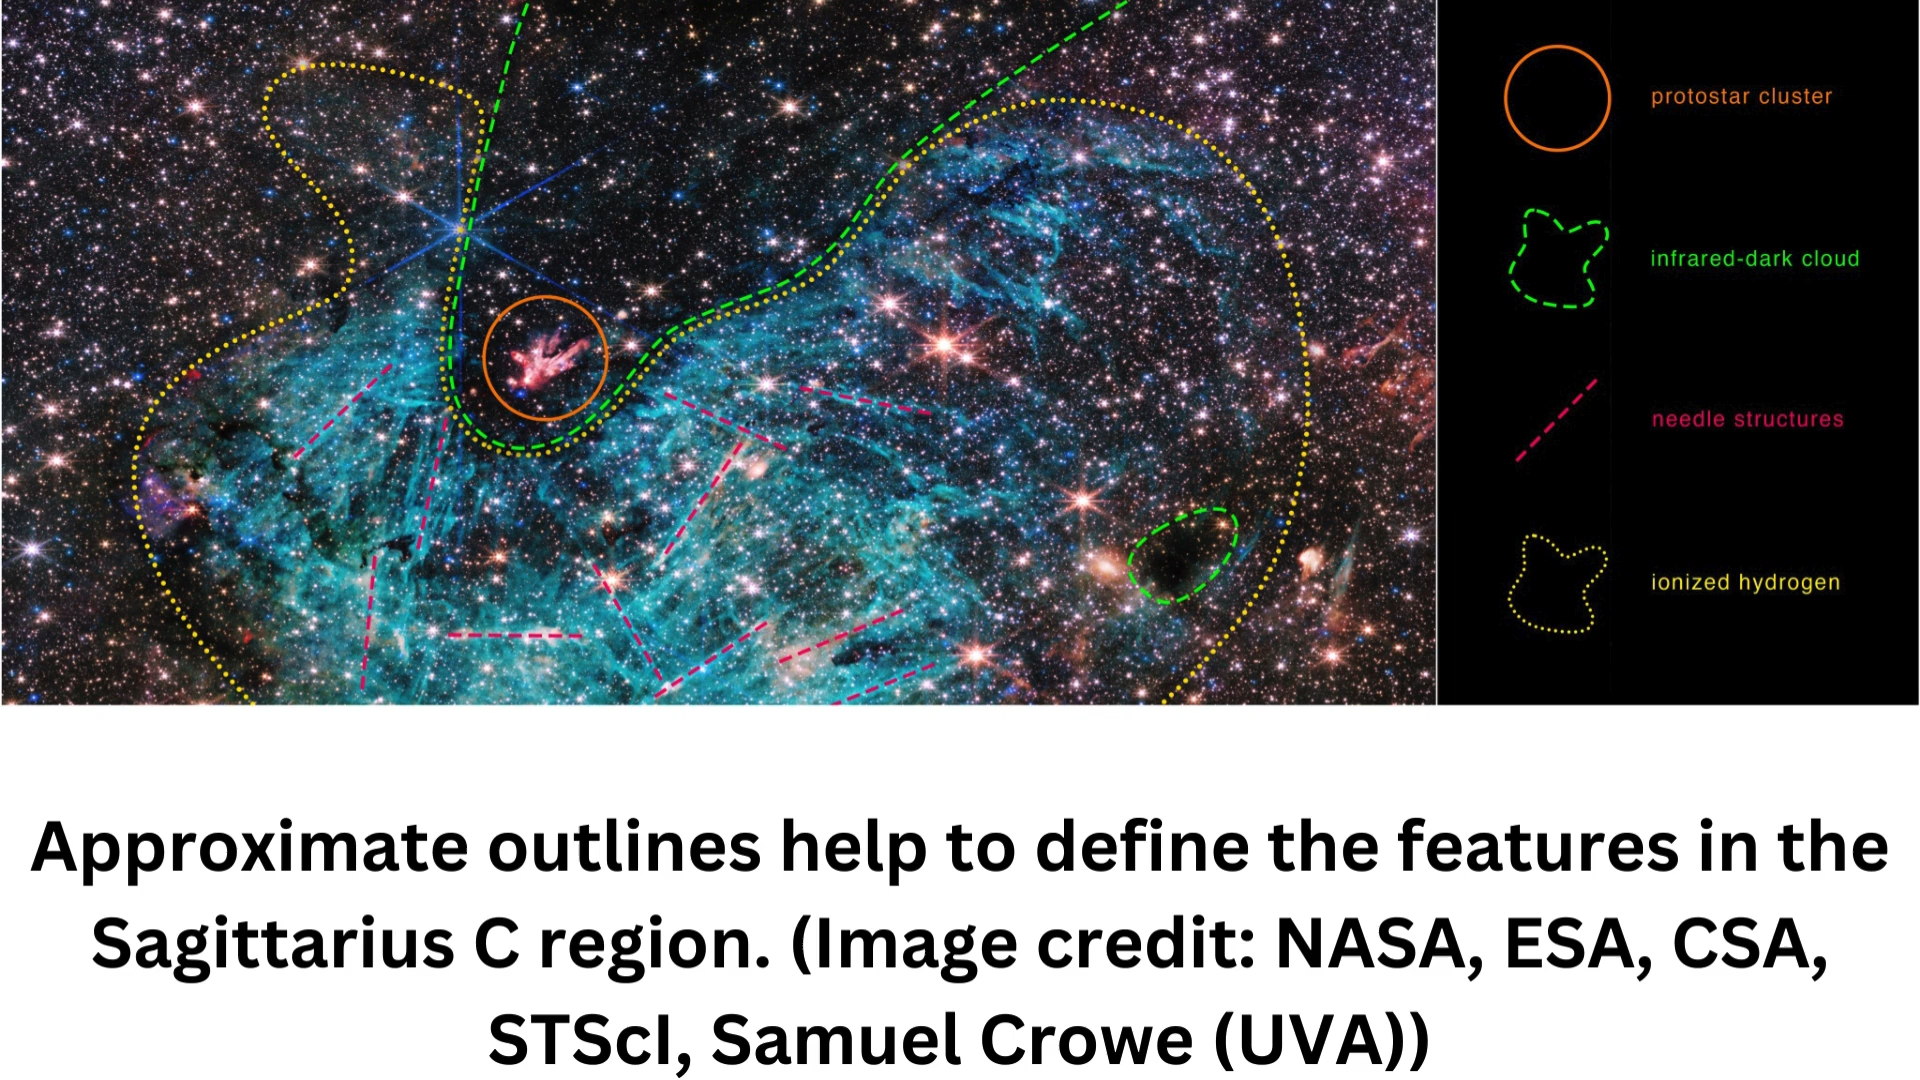 protostar cluster
infrared-dark cloud
needle structures
ionized hydrogen
Approximate outlines help to define the features in the
Sagittarius C region. (Image credit: NASA, ESA, CSA,
STScI, Samuel Crowe (UVA))